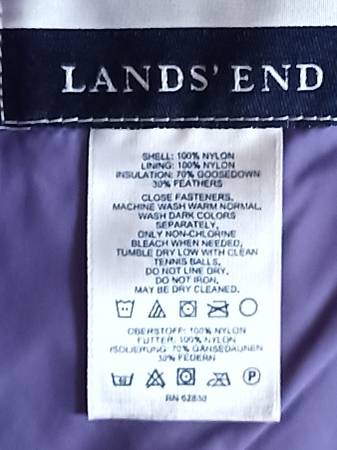 LANDS' END
SHELL: 100% NYLON
LINING: 100% NYLON
INSULATION: 70% GOOSEDOWN
30% FEATHERS
CLOSE FASTENERS,
MACHINE WASH WARM NORMAL,
WASH DARK COLORS
SEPARATELY,
ONLY NON-CHLORINE
BLEACH WHEN NEEDED,
TUMBLE DRY LOW WITH CLEAN
TENNIS BALLS,
DO NOT LINE DRY,
DO NOT IRON,
MAY BE DRY CLEANED.
OBERSTOFF: 100% NYLON
FUTTER: 100% NYLON
ISOLIERUNG: 70% GÄNSEDAUNEN
30% FEDERN
P
RN 62830